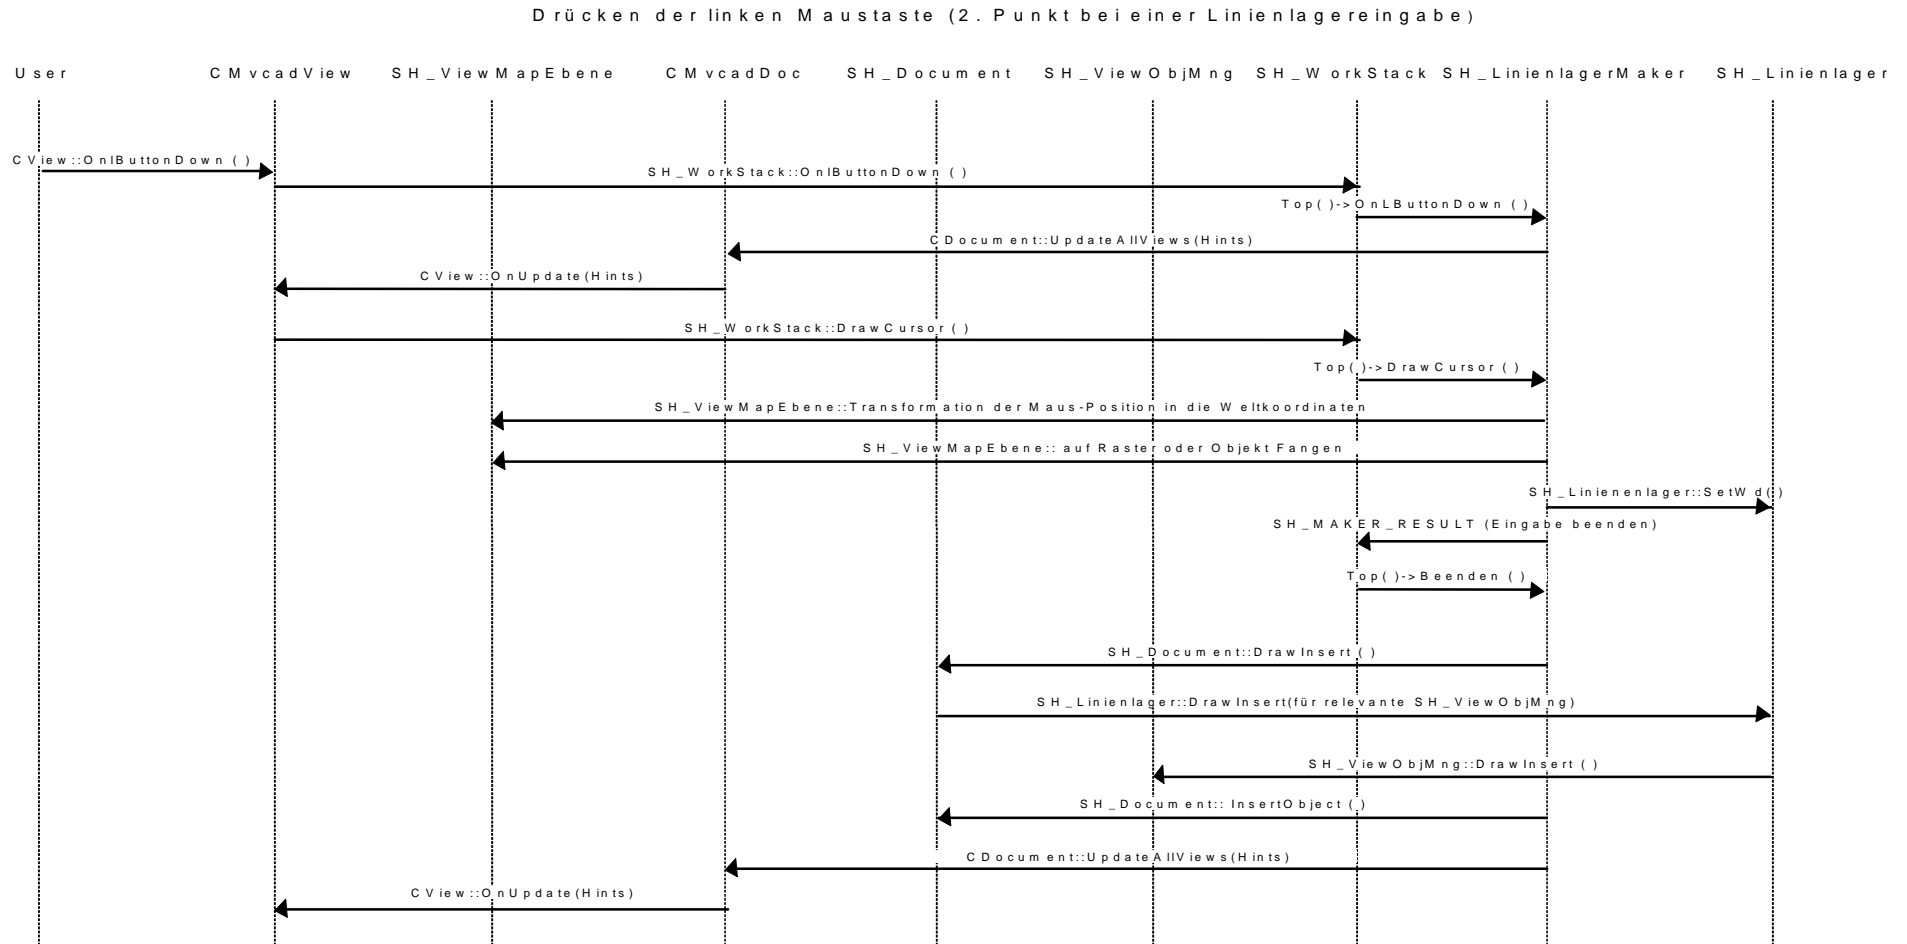 Drücken der linken Maustaste (2. Punkt bei einer Linienlagereingabe)
User CMvcadView SH_ViewMapEbene CMvcadDoc SH_Document SH_ViewObjMng SH_WorkStack SH_LinienlagerMaker SH_Linienlager
CView::OnlButtonDown ()
SH_WorkStack::OnlButtonDown ()
Top()->OnLButtonDown ()
CDocument::UpdateAllViews(Hints)
CView::OnUpdate(Hints)
SH_WorkStack::DrawCursor ()
Top()->DrawCursor ()
SH_ViewMapEbene::Transformation der Maus-Position in die Weltkoordinaten
SH_ViewMapEbene:: auf Raster oder Objekt Fangen
SH_Linienenlager::SetWd()
SH_MAKER_RESULT (Eingabe beenden)
Top()->Beenden ()
SH_Document::DrawInsert ()
SH_Linienlager::DrawInsert(für relevante SH_ViewObjMng)
SH_ViewObjMng::DrawInsert ()
SH_Document:: InsertObject ()
CDocument::UpdateAllViews(Hints)
CView::OnUpdate(Hints)